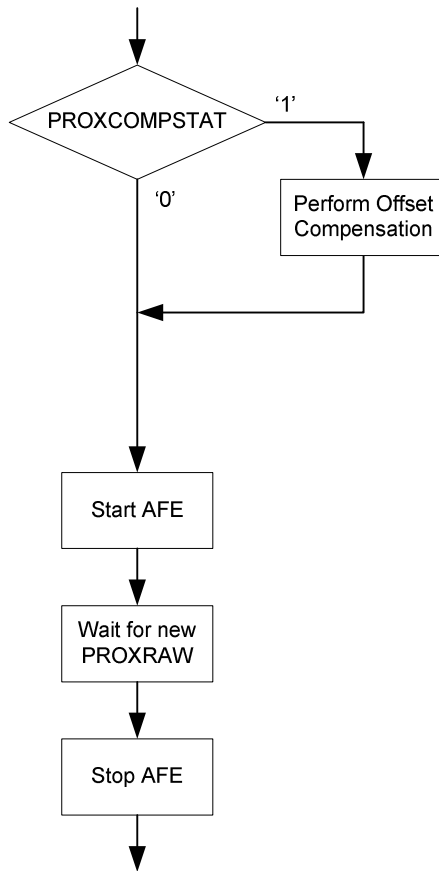 PROXCOMPSTAT
‘1’
‘0’
Perform Offset
Compensation
Start AFE
Wait for new
PROXRAW
Stop AFE